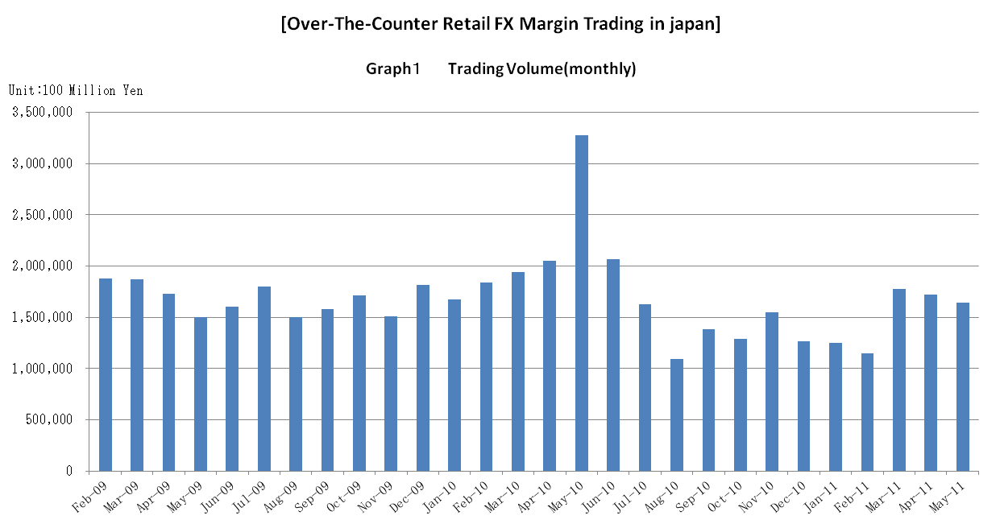 [Over-The-Counter Retail FX Margin Trading in japan]
Graph1 Trading Volume(monthly)
Unit:100 Million Yen
3,500,000
3,000,000
2,500,000
2,000,000
1,500,000
1,000,000
500,000
0
Feb-09 Mar-09 Apr-09 May-09 Jun-09 Jul-09 Aug-09 Sep-09 Oct-09 Nov-09 Dec-09 Jan-10 Feb-10 Mar-10 Apr-10 May-10 Jun-10 Jul-10 Aug-10 Sep-10 Oct-10 Nov-10 Dec-10 Jan-11 Feb-11 Mar-11 Apr-11 May-11